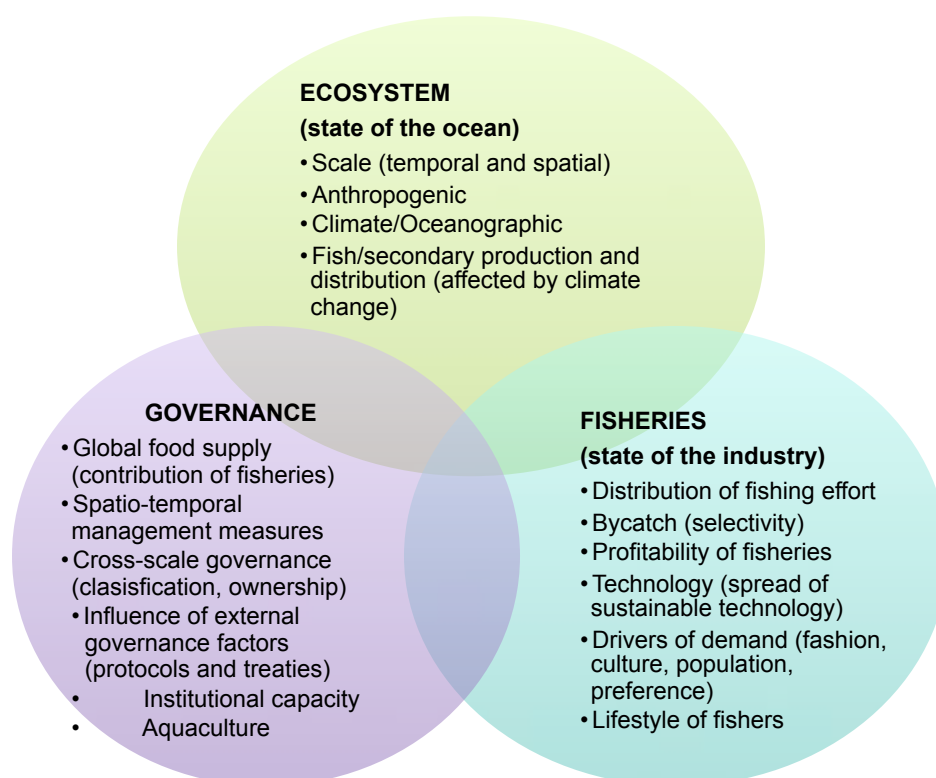 ECOSYSTEM
(state of the ocean)
• Scale (temporal and spatial)
• Anthropogenic
• Climate/Oceanographic
• Fish/secondary production and
distribution (affected by climate
change)
GOVERNANCE
• Global food supply
(contribution of fisheries)
• Spatio-temporal
management measures
• Cross-scale governance
(clasisfication, ownership)
• Influence of external
governance factors
(protocols and treaties)
• Institutional capacity
• Aquaculture
FISHERIES
(state of the industry)
• Distribution of fishing effort
• Bycatch (selectivity)
• Profitability of fisheries
• Technology (spread of
sustainable technology)
• Drivers of demand (fashion,
culture, population,
preference)
• Lifestyle of fishers